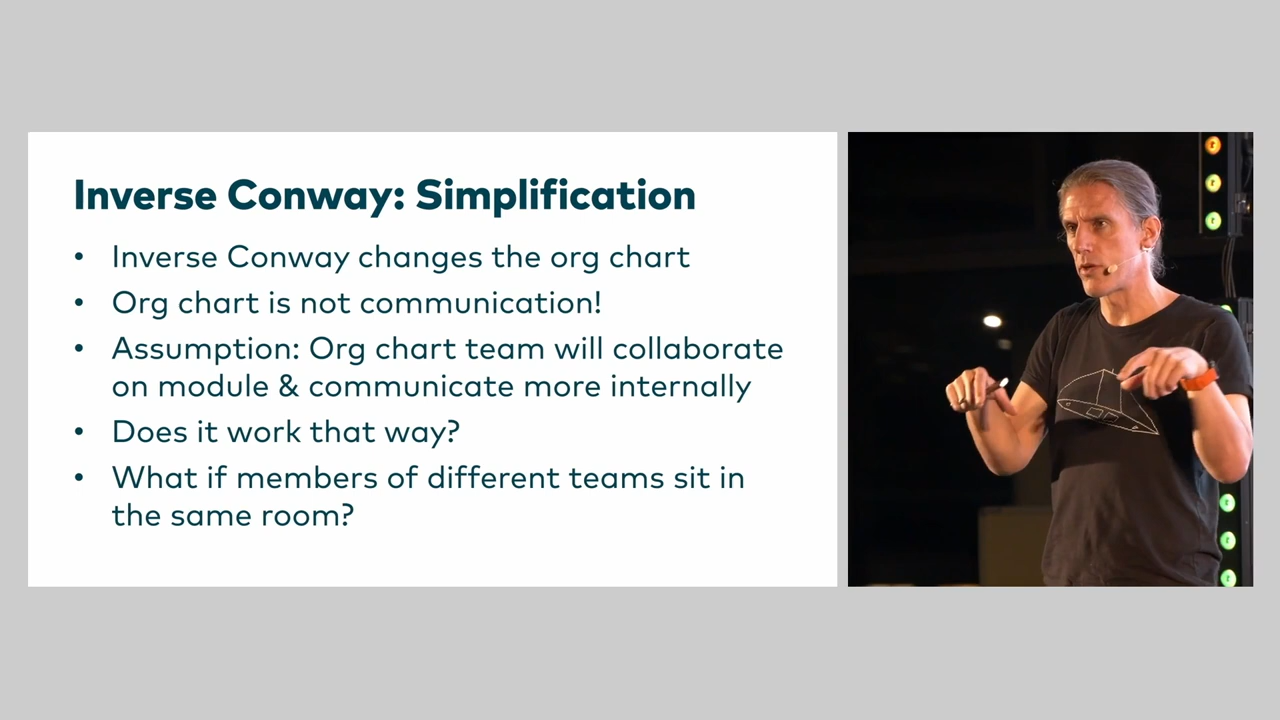 Inverse Conway: Simplification
• Inverse Conway changes the org chart
• Org chart is not communication!
• Assumption: Org chart team will collaborate
on module & communicate more internally
• Does it work that way?
• What if members of different teams sit in
the same room?